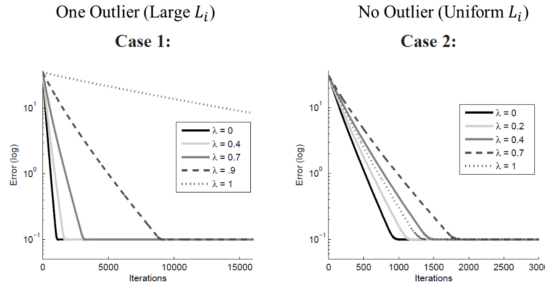 One Outlier (Large Lᵢ)
No Outlier (Uniform Lᵢ)
Case 1:
Case 2:
Error (log)
10¹
10⁰
10⁻¹
0
5000
10000
15000
Iterations
λ = 0
λ = 0.4
λ = 0.7
λ = .9
λ = 1
Error (log)
10¹
10⁰
10⁻¹
0
500
1000
1500
2000
2500
3000
Iterations
λ = 0
λ = 0.2
λ = 0.4
λ = 0.7
λ = 1